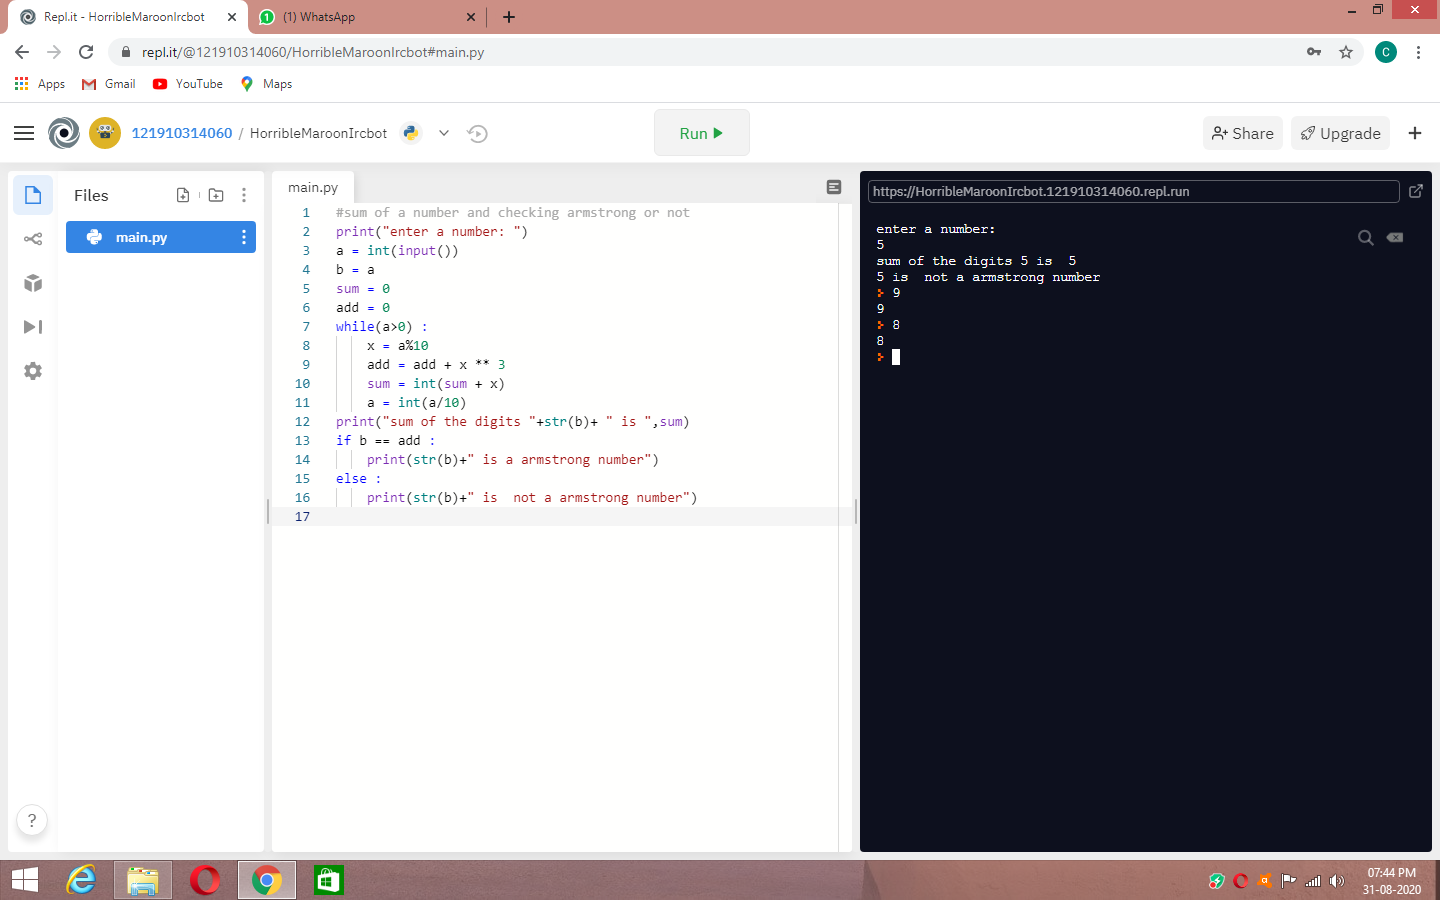 Repl.it - HorribleMaroonIrcbot
(1) WhatsApp
repl.it/@121910314060/HorribleMaroonIrcbot#main.py
C
Apps
Gmail
YouTube
Maps
121910314060 / HorribleMaroonIrcbot
Run
Share
Upgrade
Files
main.py
main.py
1 #sum of a number and checking armstrong or not
2 print("enter a number: ")
3 a = int(input())
4 b = a
5 sum = 0
6 add = 0
7 while(a>0) :
8 x = a%10
9 add = add + x ** 3
10 sum = int(sum + x)
11 a = int(a/10)
12 print("sum of the digits "+str(b)+ " is ",sum)
13 if b == add :
14 print(str(b)+" is a armstrong number")
15 else :
16 print(str(b)+" is  not a armstrong number")
17
https://HorribleMaroonIrcbot.121910314060.repl.run
enter a number:
5
sum of the digits 5 is  5
5 is  not a armstrong number
9
9
8
8
?
07:44 PM
31-08-2020